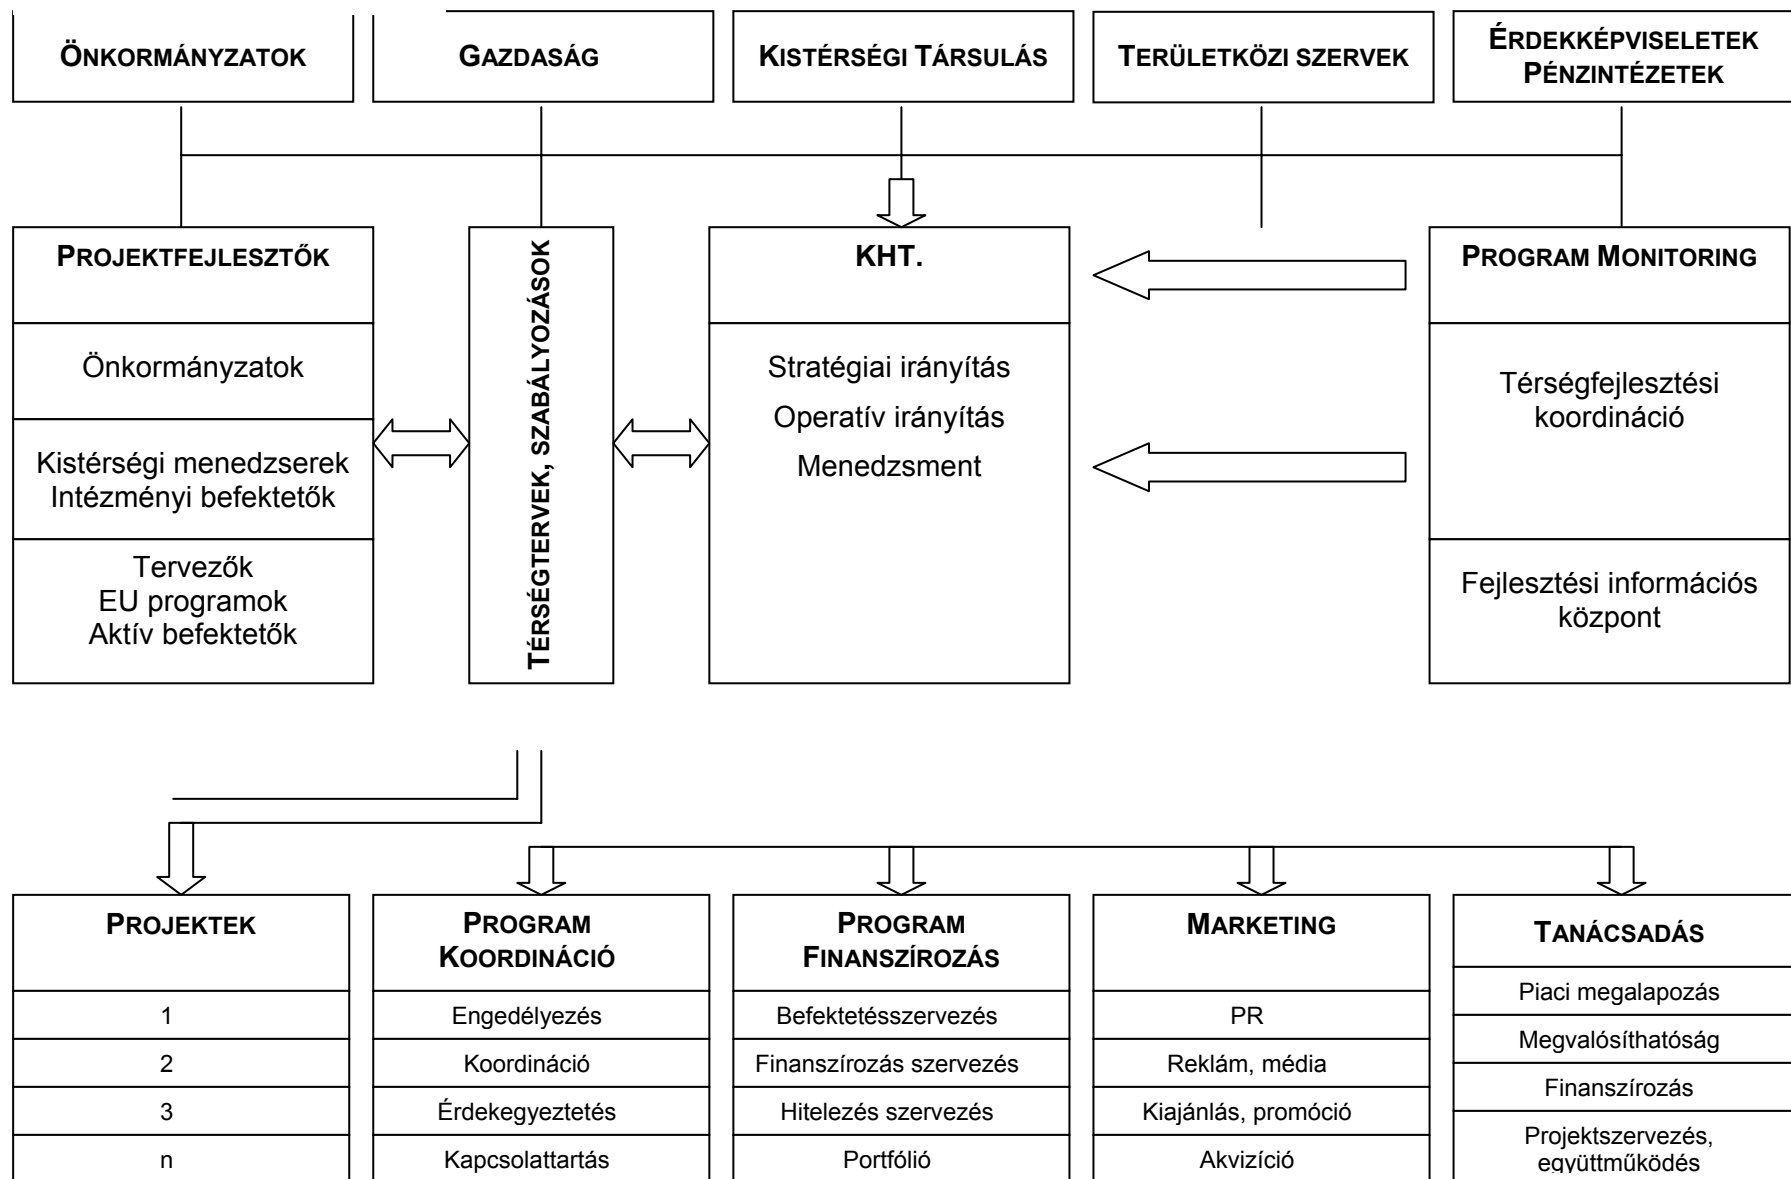 ÖNKORMÁNYZATOK
GAZDASÁG
KISTÉRSÉGI TÁRSULÁS
TERÜLETKÖZI SZERVEK
ÉRDEKKÉPVISELETEK
PÉNZINTÉZETEK
PROJEKTFEJLESZTŐK
Önkormányzatok
Kistérségi menedzserek
Intézményi befektetők
Tervezők
EU programok
Aktív befektetők
TÉRSÉGTERVEK, SZABÁLYOZÁSOK
KHT.
Stratégiai irányítás
Operatív irányítás
Menedzsment
PROGRAM MONITORING
Térségfejlesztési
koordináció
Fejlesztési információs
központ
PROJEKTEK
1
2
3
n
PROGRAM
KOORDINÁCIÓ
Engedélyezés
Koordináció
Érdekegyeztetés
Kapcsolattartás
PROGRAM
FINANSZÍROZÁS
Befektetésszervezés
Finanszírozás szervezés
Hitelezés szervezés
Portfólió
MARKETING
PR
Reklám, média
Kiajánlás, promóció
Akvizíció
TANÁCSADÁS
Piaci megalapozás
Megvalósíthatóság
Finanszírozás
Projektszervezés,
együttműködés